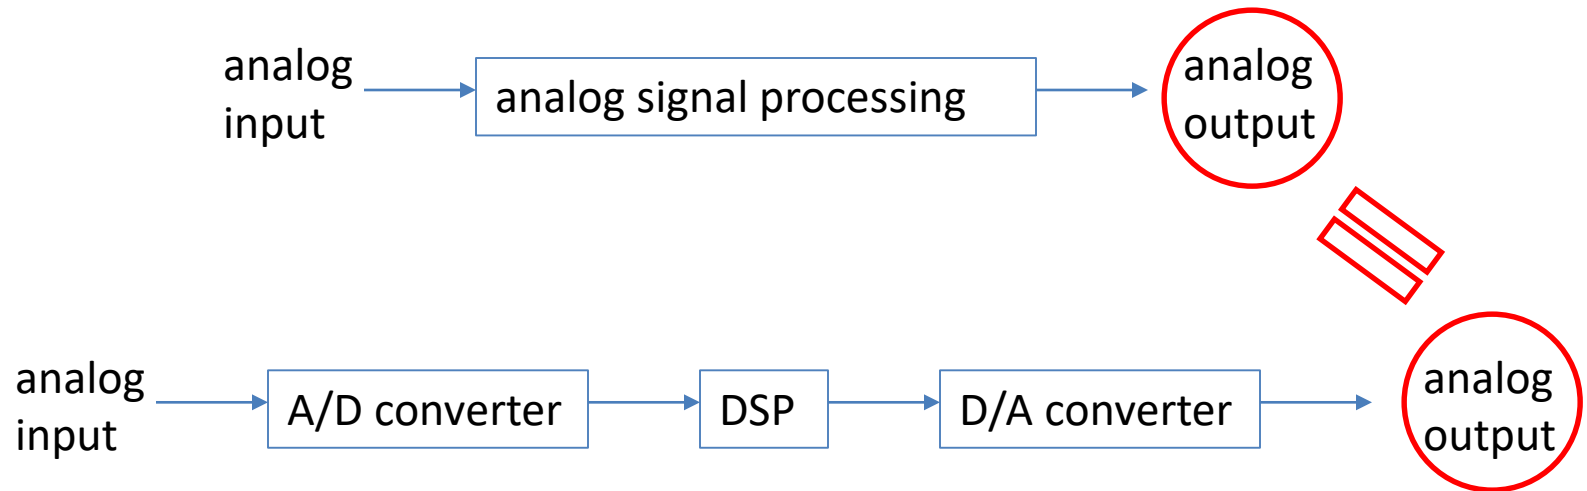 analog
input
analog signal processing
analog
output
analog
input
A/D converter
DSP
D/A converter
analog
output